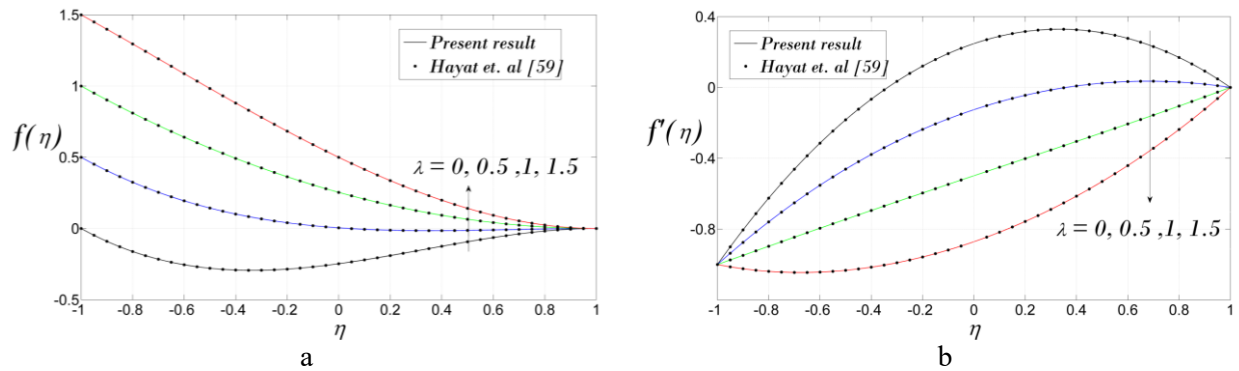 1.5
1
0.5
0
-0.5
f(η)
Present result
Hayat et. al [59]
λ = 0, 0.5 ,1, 1.5
-1 -0.8 -0.6 -0.4 -0.2 0 0.2 0.4 0.6 0.8 1
η
a
0.4
0
-0.4
-0.8
f'(η)
Present result
Hayat et. al [59]
λ = 0, 0.5 ,1, 1.5
-1 -0.8 -0.6 -0.4 -0.2 0 0.2 0.4 0.6 0.8 1
η
b